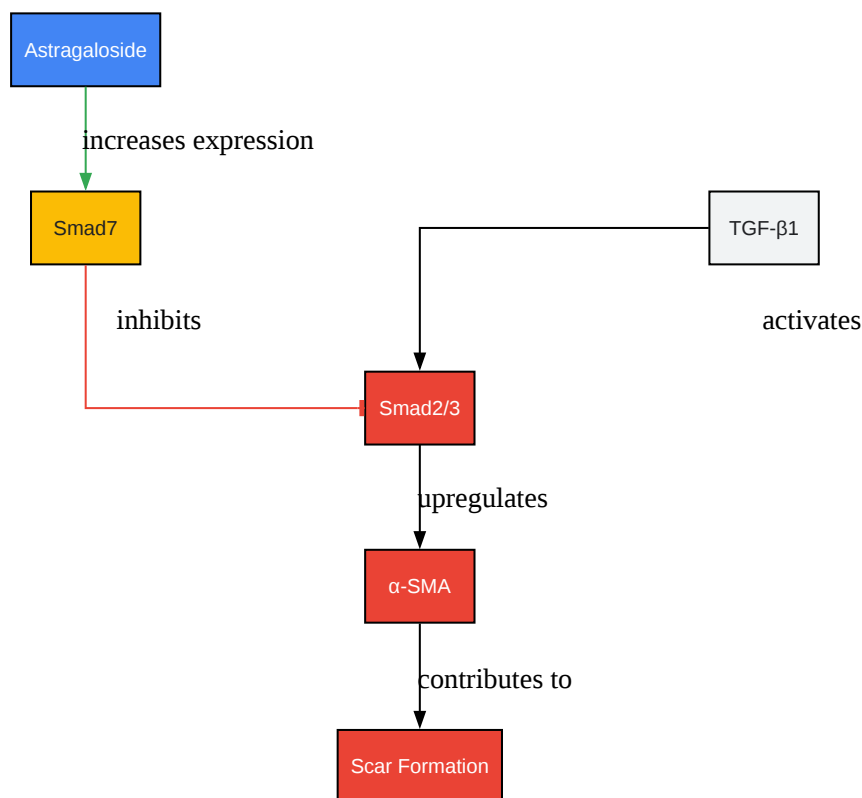 Astragaloside
increases expression
Smad7
TGF-β1
inhibits
activates
Smad2/3
upregulates
α-SMA
contributes to
Scar Formation